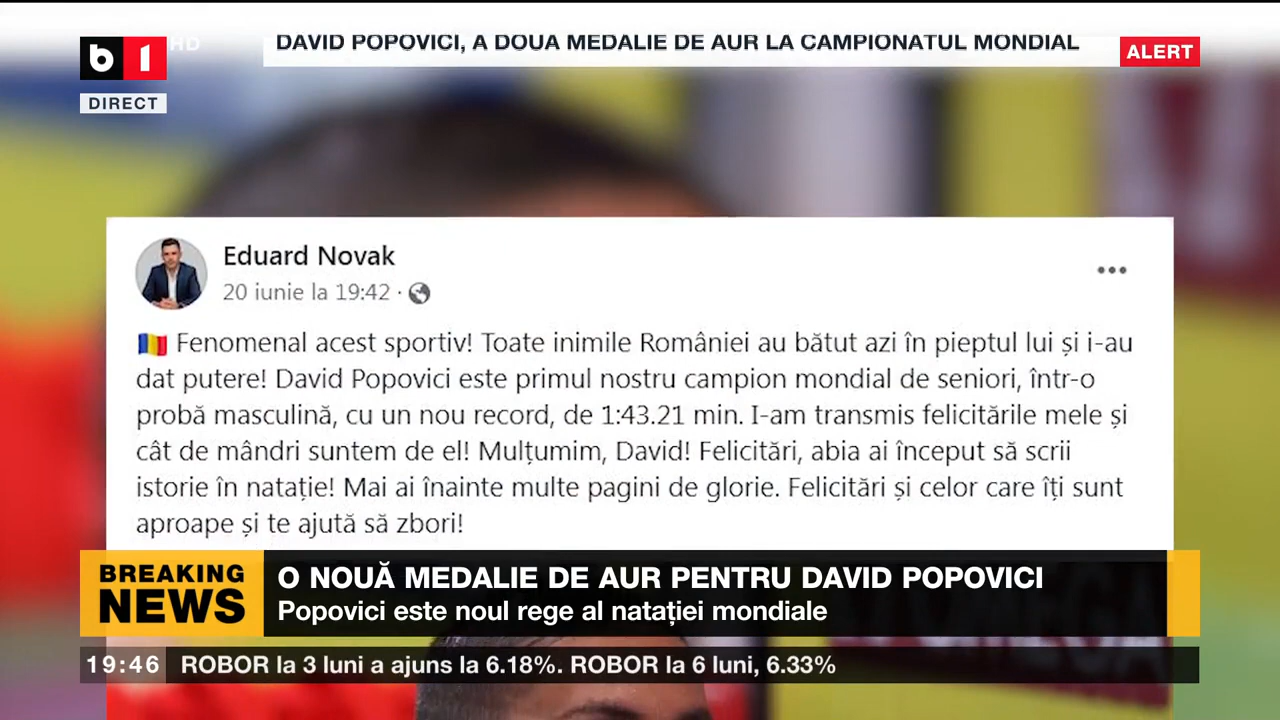 b1
HD
DAVID POPOVICI, A DOUA MEDALIE DE AUR LA CAMPIONATUL MONDIAL
ALERT
DIRECT
Eduard Novak
20 iunie la 19:42 ·
Fenomenal acest sportiv! Toate inimile României au bătut azi în pieptul lui și i-au
dat putere! David Popovici este primul nostru campion mondial de seniori, într-o
probă masculină, cu un nou record, de 1:43.21 min. I-am transmis felicitările mele și
cât de mândri suntem de el! Mulțumim, David! Felicitări, abia ai început să scrii
istorie în natație! Mai ai înainte multe pagini de glorie. Felicitări și celor care îți sunt
aproape și te ajută să zbori!
BREAKING
NEWS
O NOUĂ MEDALIE DE AUR PENTRU DAVID POPOVICI
Popovici este noul rege al natației mondiale
19:46 ROBOR la 3 luni a ajuns la 6.18%. ROBOR la 6 luni, 6.33%